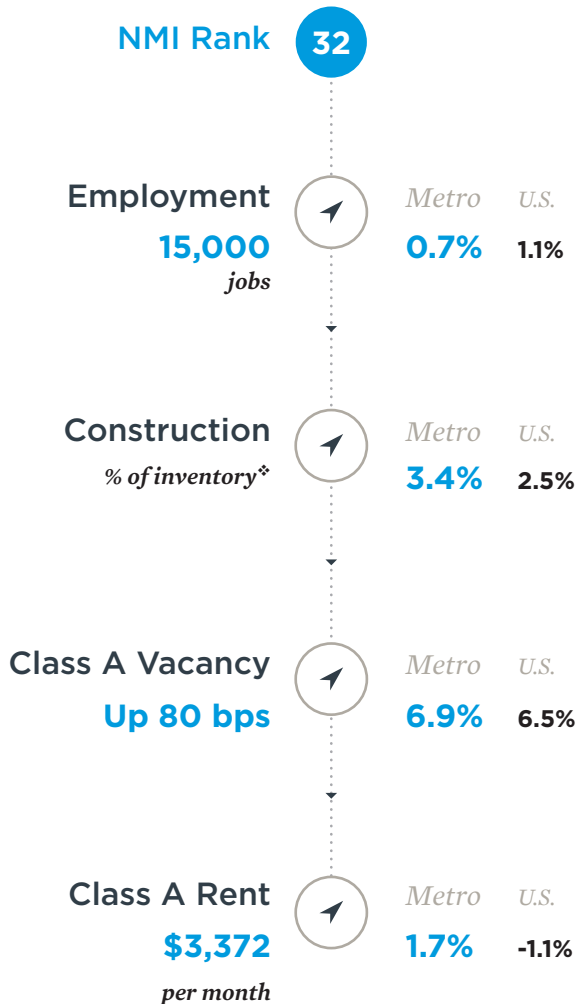 NMI Rank 32
Employment Metro U.S.
15,000 0.7% 1.1%
jobs
Construction Metro U.S.
% of inventory❖ 3.4% 2.5%
Class A Vacancy Metro U.S.
Up 80 bps 6.9% 6.5%
Class A Rent Metro U.S.
$3,372 1.7% -1.1%
per month